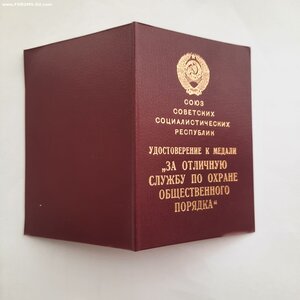 СОЮЗ
СОВЕТСКИХ
СОЦИАЛИСТИЧЕСКИХ
РЕСПУБЛИК
УДОСТОВЕРЕНИЕ К МЕДАЛИ
„ЗА ОТЛИЧНУЮ
СЛУЖБУ ПО ОХРАНЕ
ОБЩЕСТВЕННОГО
ПОРЯДКА“